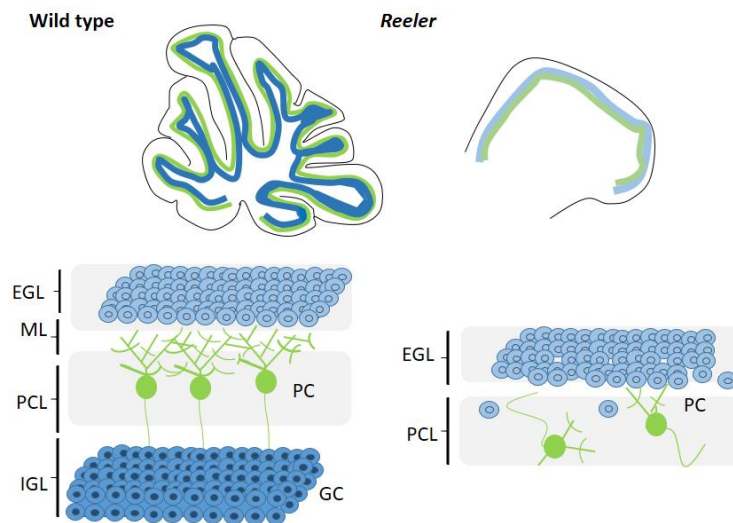 Wild type
Reeler
EGL
ML
PCL
PC
IGL
GC
EGL
PC
PCL